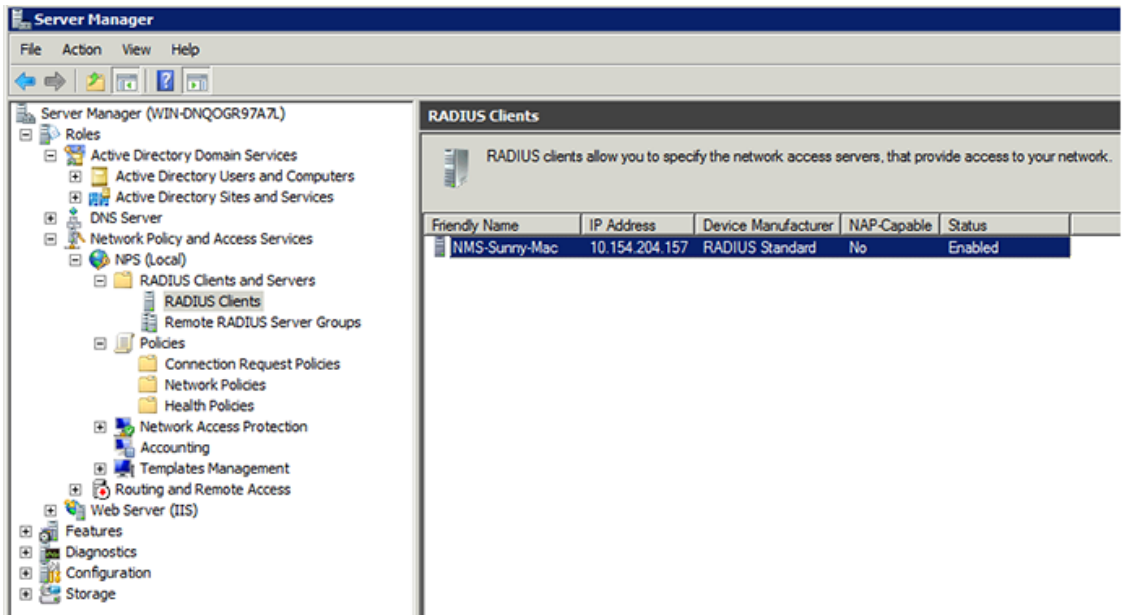 Server Manager
File Action View Help
Server Manager (WIN-DNQOGR97A7L)
Roles
Active Directory Domain Services
Active Directory Users and Computers
Active Directory Sites and Services
DNS Server
Network Policy and Access Services
NPS (Local)
RADIUS Clients and Servers
RADIUS Clients
Remote RADIUS Server Groups
Policies
Connection Request Policies
Network Policies
Health Policies
Network Access Protection
Accounting
Templates Management
Routing and Remote Access
Web Server (IIS)
Features
Diagnostics
Configuration
Storage
RADIUS Clients
RADIUS clients allow you to specify the network access servers, that provide access to your network.
Friendly Name IP Address Device Manufacturer NAP-Capable Status
NMS-Sunny-Mac 10.154.204.157 RADIUS Standard No Enabled